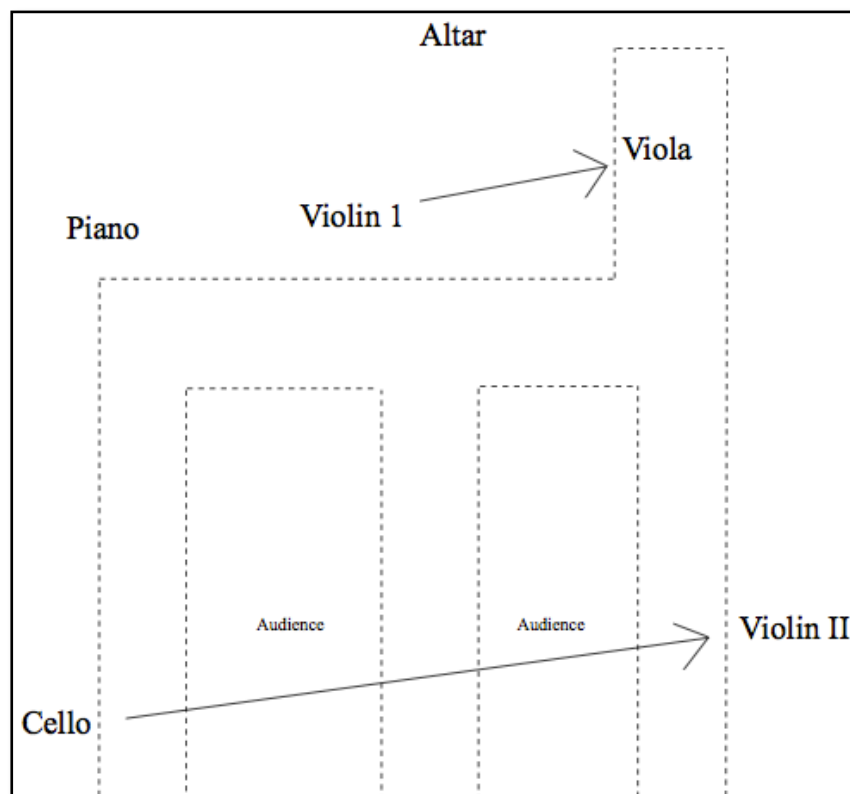 Altar
Viola
Violin 1
Piano
Audience
Audience
Violin II
Cello